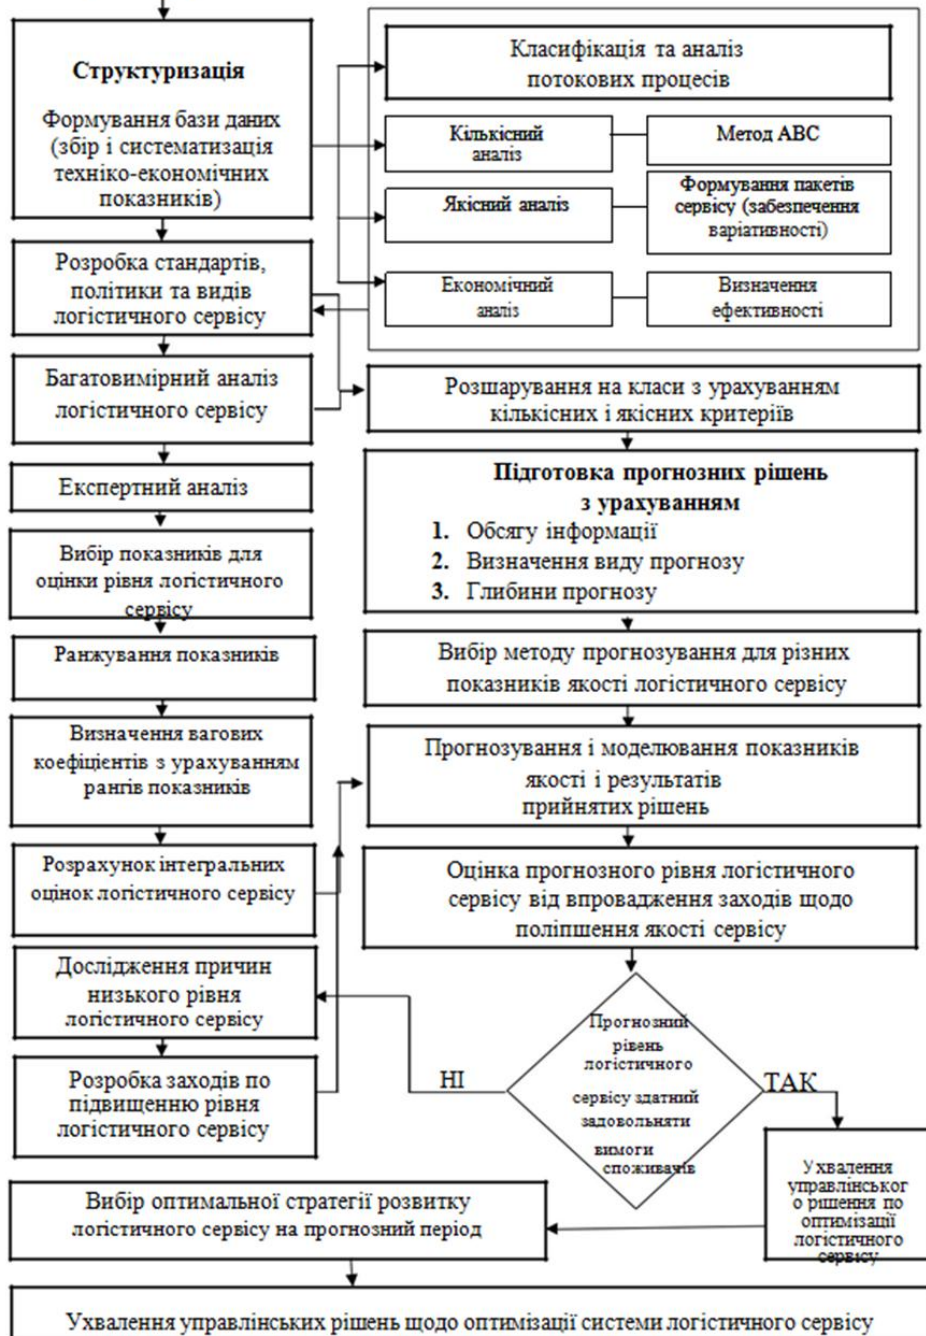 Структуризація
Формування бази даних
(збір і систематизація
техніко-економічних
показників)
Класифікація та аналіз
потокових процесів
Кількісний
аналіз
Метод АВС
Якісний аналіз
Формування пакетів
сервісу (забезпечення
варіативності)
Економічний
аналіз
Визначення
ефективності
Розробка стандартів,
політики та видів
логістичного сервісу
Багатовимірний аналіз
логістичного сервісу
Розшарування на класи з урахуванням
кількісних і якісних критеріїв
Експертний аналіз
Підготовка прогнозних рішень
з урахуванням
1. Обсягу інформації
2. Визначення виду прогнозу
3. Глибини прогнозу
Вибір показників для
оцінки рівня логістичного
сервісу
Ранжування показників
Вибір методу прогнозування для різних
показників якості логістичного сервісу
Визначення вагових
коефіцієнтів з урахуванням
рангів показників
Прогнозування і моделювання показників
якості і результатів
прийнятих рішень
Розрахунок інтегральних
оцінок логістичного сервісу
Оцінка прогнозного рівня логістичного
сервісу від впровадження заходів щодо
поліпшення якості сервісу
Дослідження причин
низького рівня
логістичного сервісу
Розробка заходів по
підвищенню рівня
логістичного сервісу
НІ
Прогнозний
рівень
логістичного
сервісу здатний
задовольняти
вимоги
споживачів
ТАК
Ухвалення
управлінськог
о рішення по
оптимізації
логістичного
сервісу
Вибір оптимальної стратегії розвитку
логістичного сервісу на прогнозний період
Ухвалення управлінських рішень щодо оптимізації системи логістичного сервісу